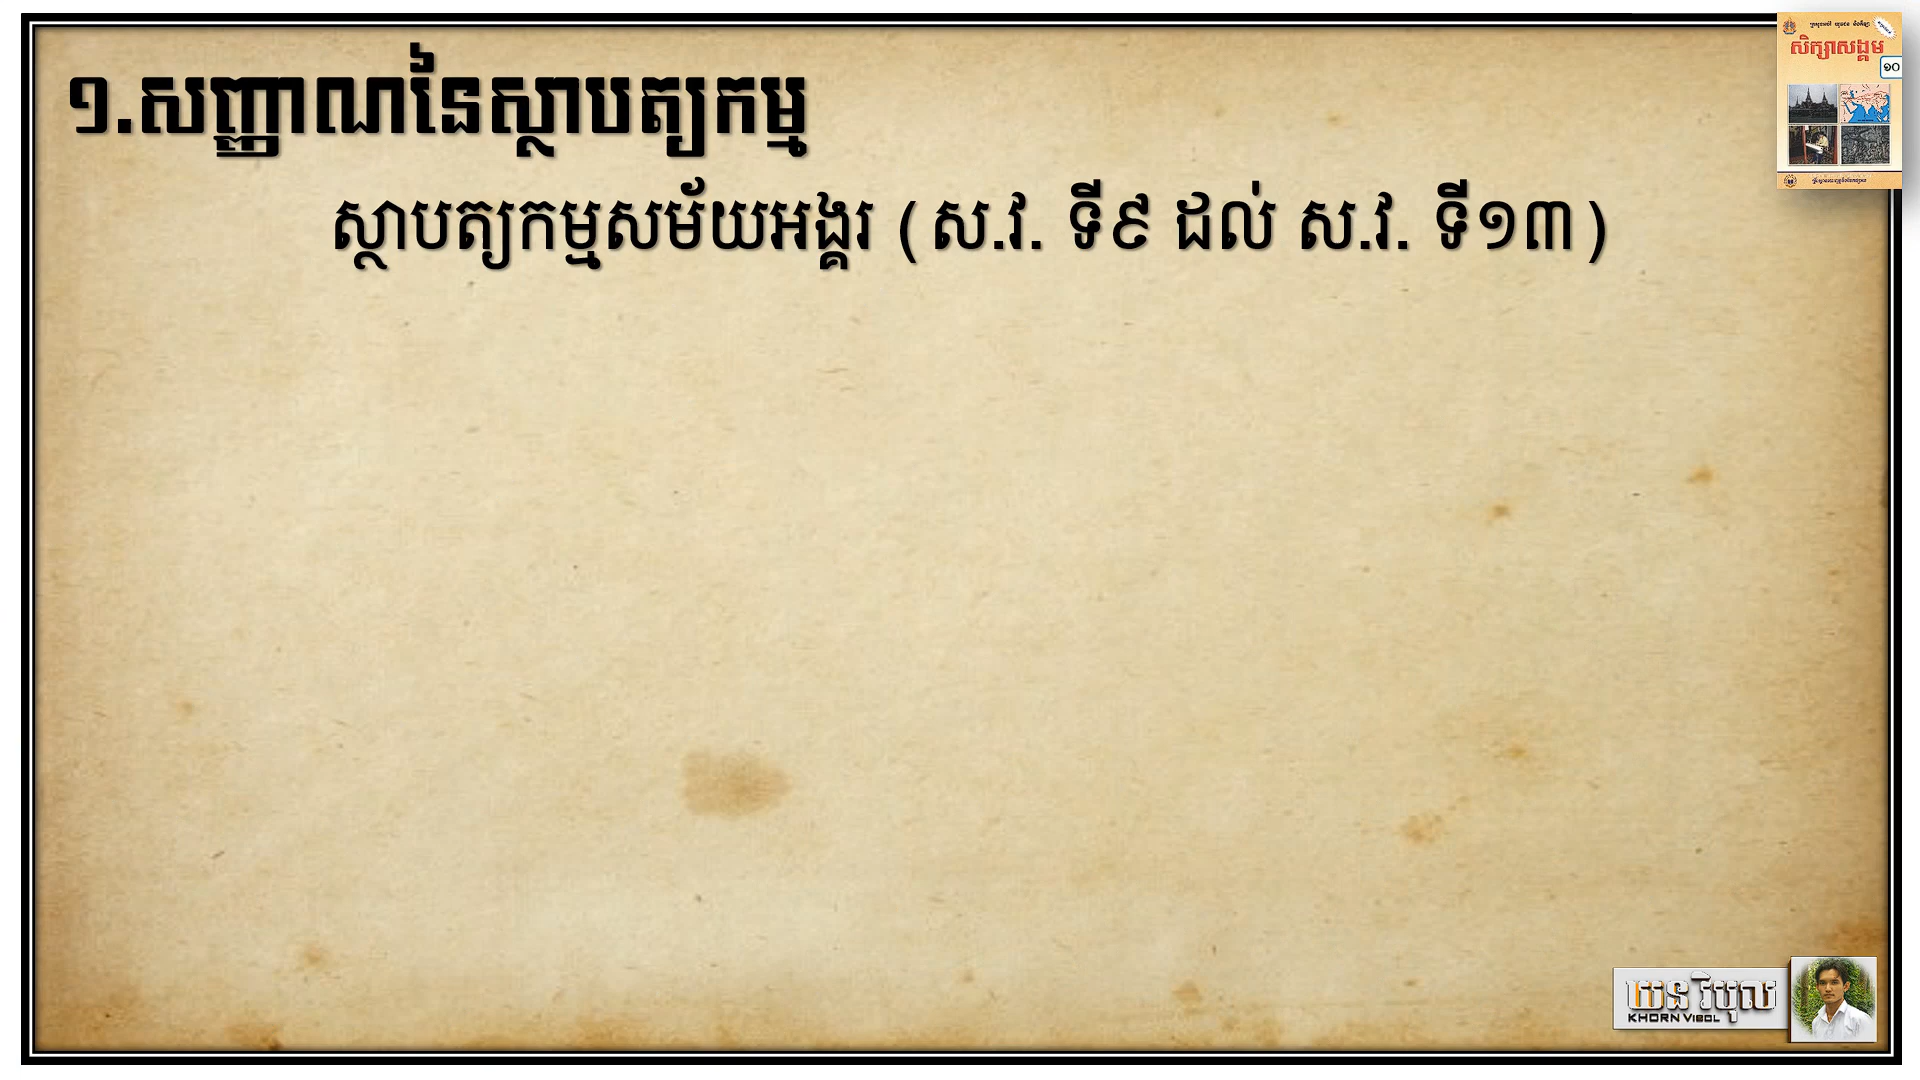 ១.សញ្ញាណនៃស្ថាបត្យកម្ម
ស្ថាបត្យកម្មសម័យអង្គរ (ស.វ. ទី៩ ដល់ ស.វ. ទី១៣)
សិក្សាសង្គម
១០
យន វិបុល
KHORN VIBOL